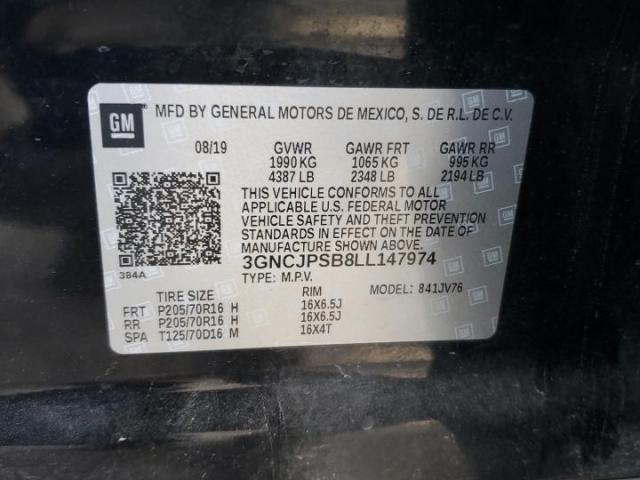 GM
MFD BY GENERAL MOTORS DE MEXICO, S. DE R.L. DE C.V.
08/19 GVWR GAWR FRT GAWR RR
1990 KG 1065 KG 995 KG
4387 LB 2348 LB 2194 LB
THIS VEHICLE CONFORMS TO ALL
APPLICABLE U.S. FEDERAL MOTOR
VEHICLE SAFETY AND THEFT PREVENTION
STANDARDS IN EFFECT ON THE DATE OF
MANUFACTURE SHOWN ABOVE.
3GNCJPSB8LL147974
384A TYPE: M.P.V.
MODEL: 841JV76
TIRE SIZE RIM
FRT P205/70R16 H 16X6.5J
RR P205/70R16 H 16X6.5J
SPA T125/70D16 M 16X4T